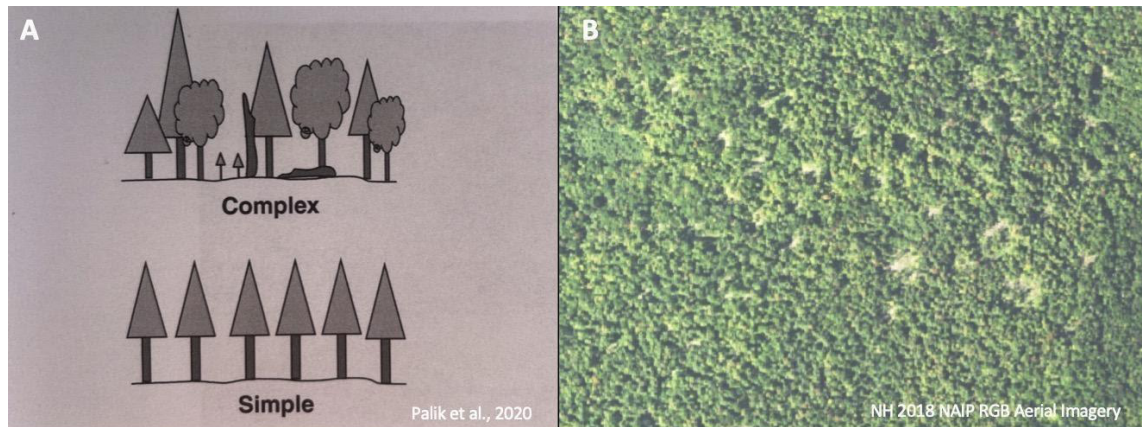 A
Complex
Simple
Palik et al., 2020
B
NH 2018 NAIP RGB Aerial Imagery